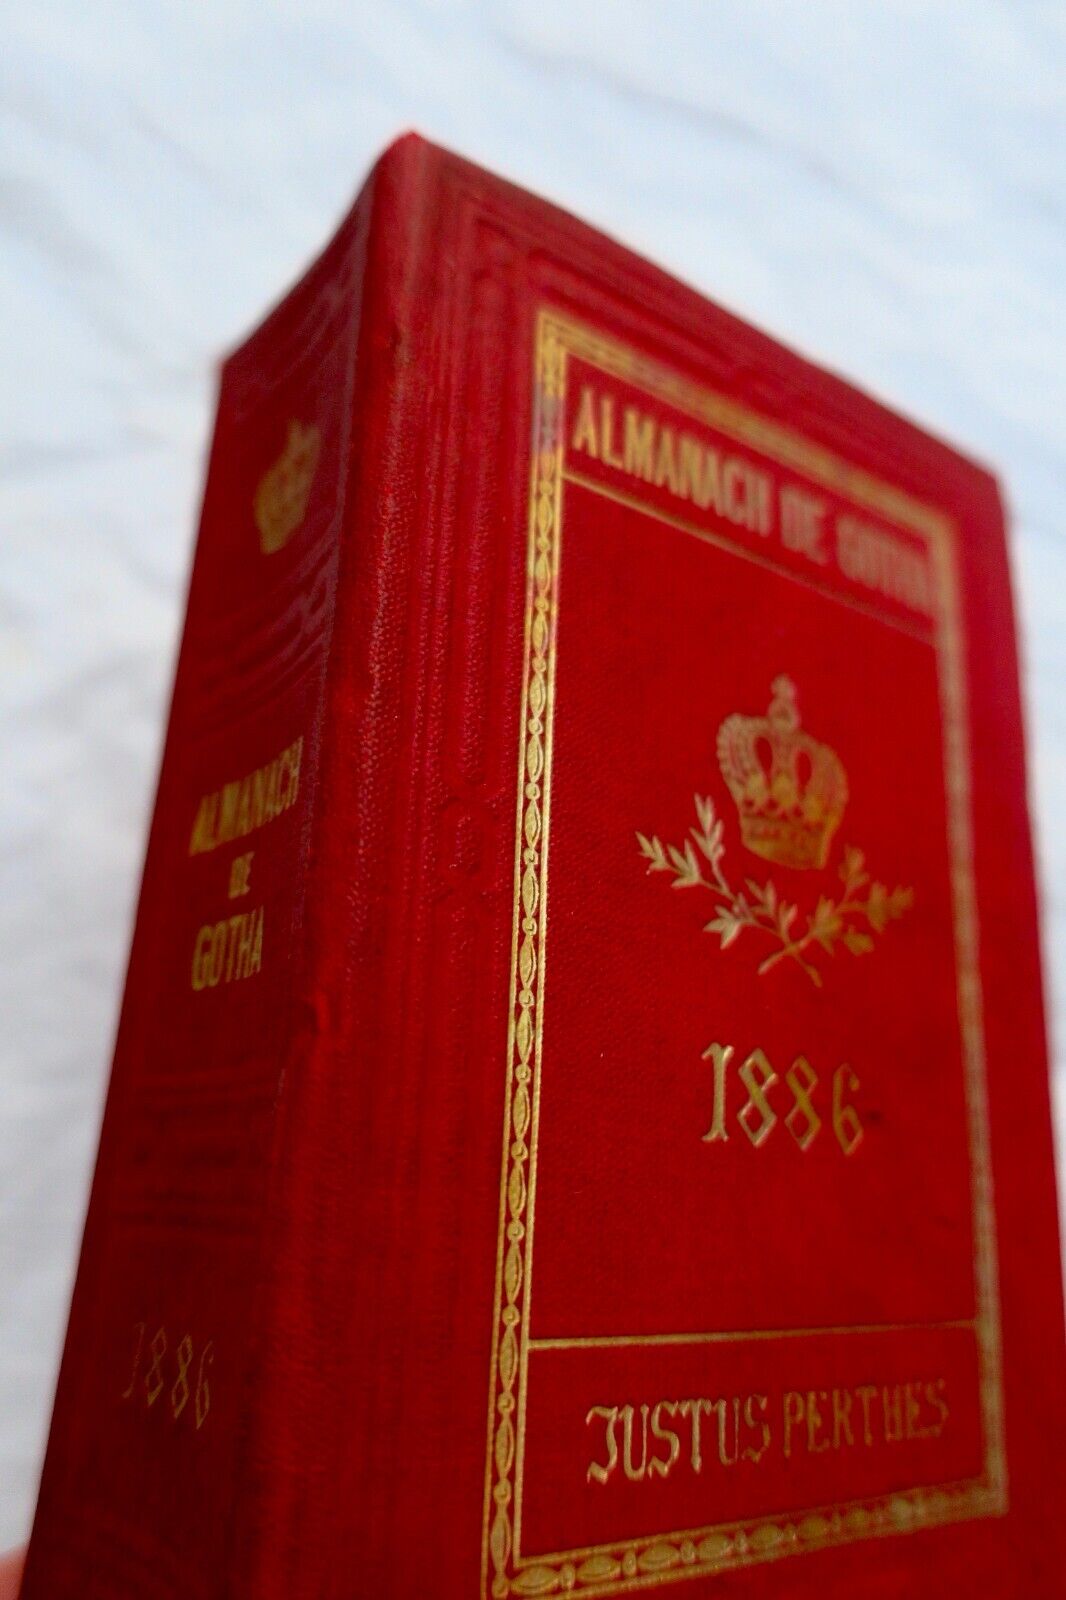 ALMANACH DE GOTHA
1886
JUSTUS PERTHES
ALMANACH
DE
GOTHA
1886